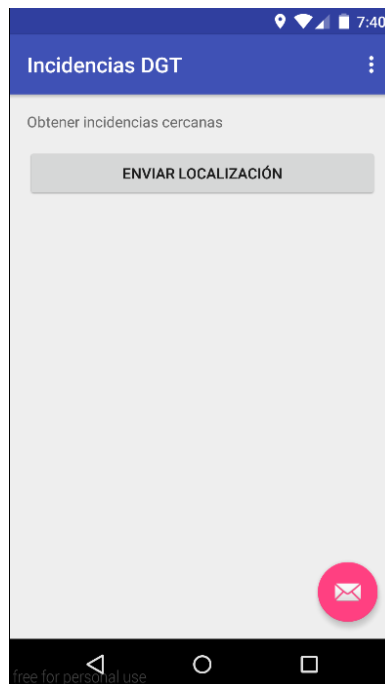 7:40
Incidencias DGT
Obtener incidencias cercanas
ENVIAR LOCALIZACIÓN
free for personal use